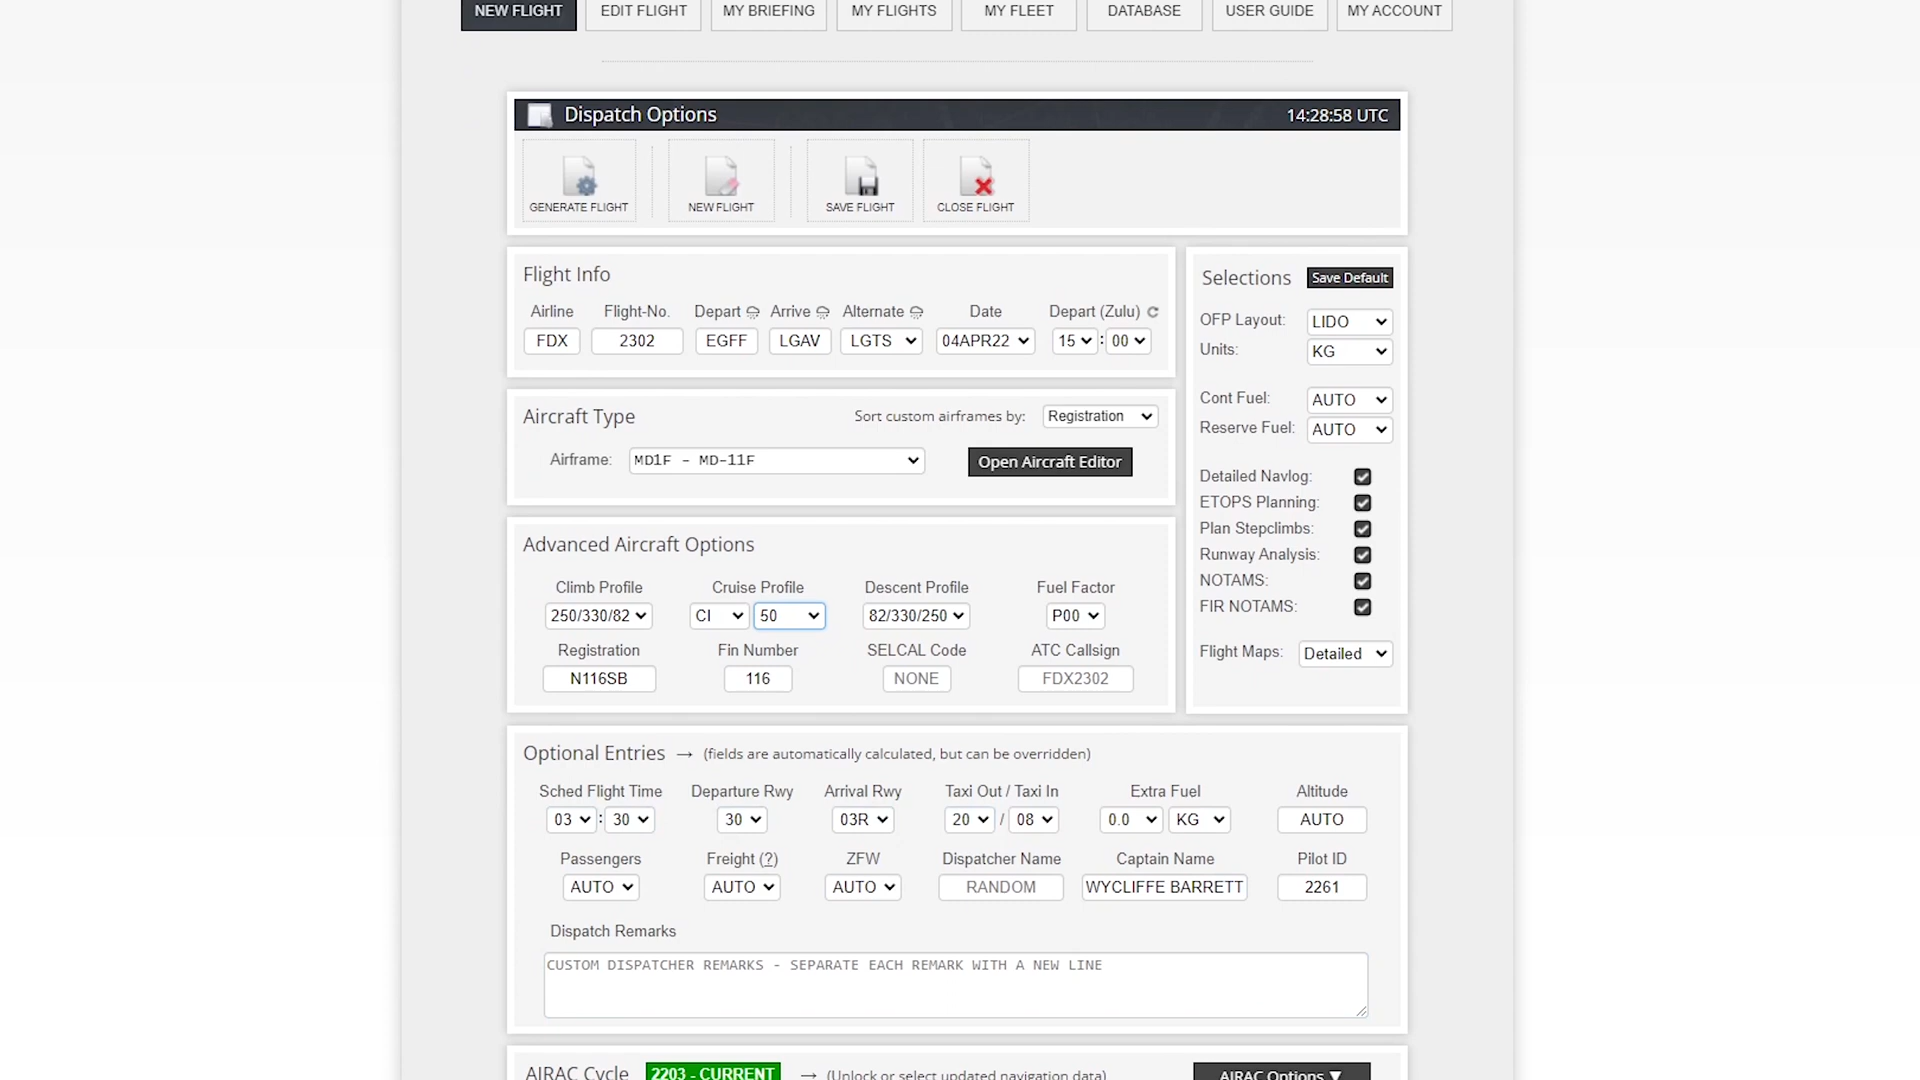 NEW FLIGHT EDIT FLIGHT MY BRIEFING MY FLIGHTS MY FLEET DATABASE USER GUIDE MY ACCOUNT
Dispatch Options 14:28:58 UTC
GENERATE FLIGHT NEW FLIGHT SAVE FLIGHT CLOSE FLIGHT
Flight Info
Airline Flight-No. Depart Arrive Alternate Date Depart (Zulu)
FDX 2302 EGFF LGAV LGTS 04APR22 15 : 00
Aircraft Type Sort custom airframes by: Registration
Airframe: MD1F - MD-11F Open Aircraft Editor
Advanced Aircraft Options
Climb Profile Cruise Profile Descent Profile Fuel Factor
250/330/82 CI 50 82/330/250 P00
Registration Fin Number SELCAL Code ATC Callsign
N116SB 116 NONE FDX2302
Selections Save Default
OFP Layout: LIDO
Units: KG
Cont Fuel: AUTO
Reserve Fuel: AUTO
Detailed Navlog:
ETOPS Planning:
Plan Stepclimbs:
Runway Analysis:
NOTAMS:
FIR NOTAMS:
Flight Maps: Detailed
Optional Entries → (fields are automatically calculated, but can be overridden)
Sched Flight Time Departure Rwy Arrival Rwy Taxi Out / Taxi In Extra Fuel Altitude
03 : 30 30 03R 20 / 08 0.0 KG AUTO
Passengers Freight (?) ZFW Dispatcher Name Captain Name Pilot ID
AUTO AUTO AUTO RANDOM WYCLIFFE BARRETT 2261
Dispatch Remarks
CUSTOM DISPATCHER REMARKS - SEPARATE EACH REMARK WITH A NEW LINE
AIRAC Cycle 2203 - CURRENT → (Unlock or select updated navigation data) AIRAC Options ▼